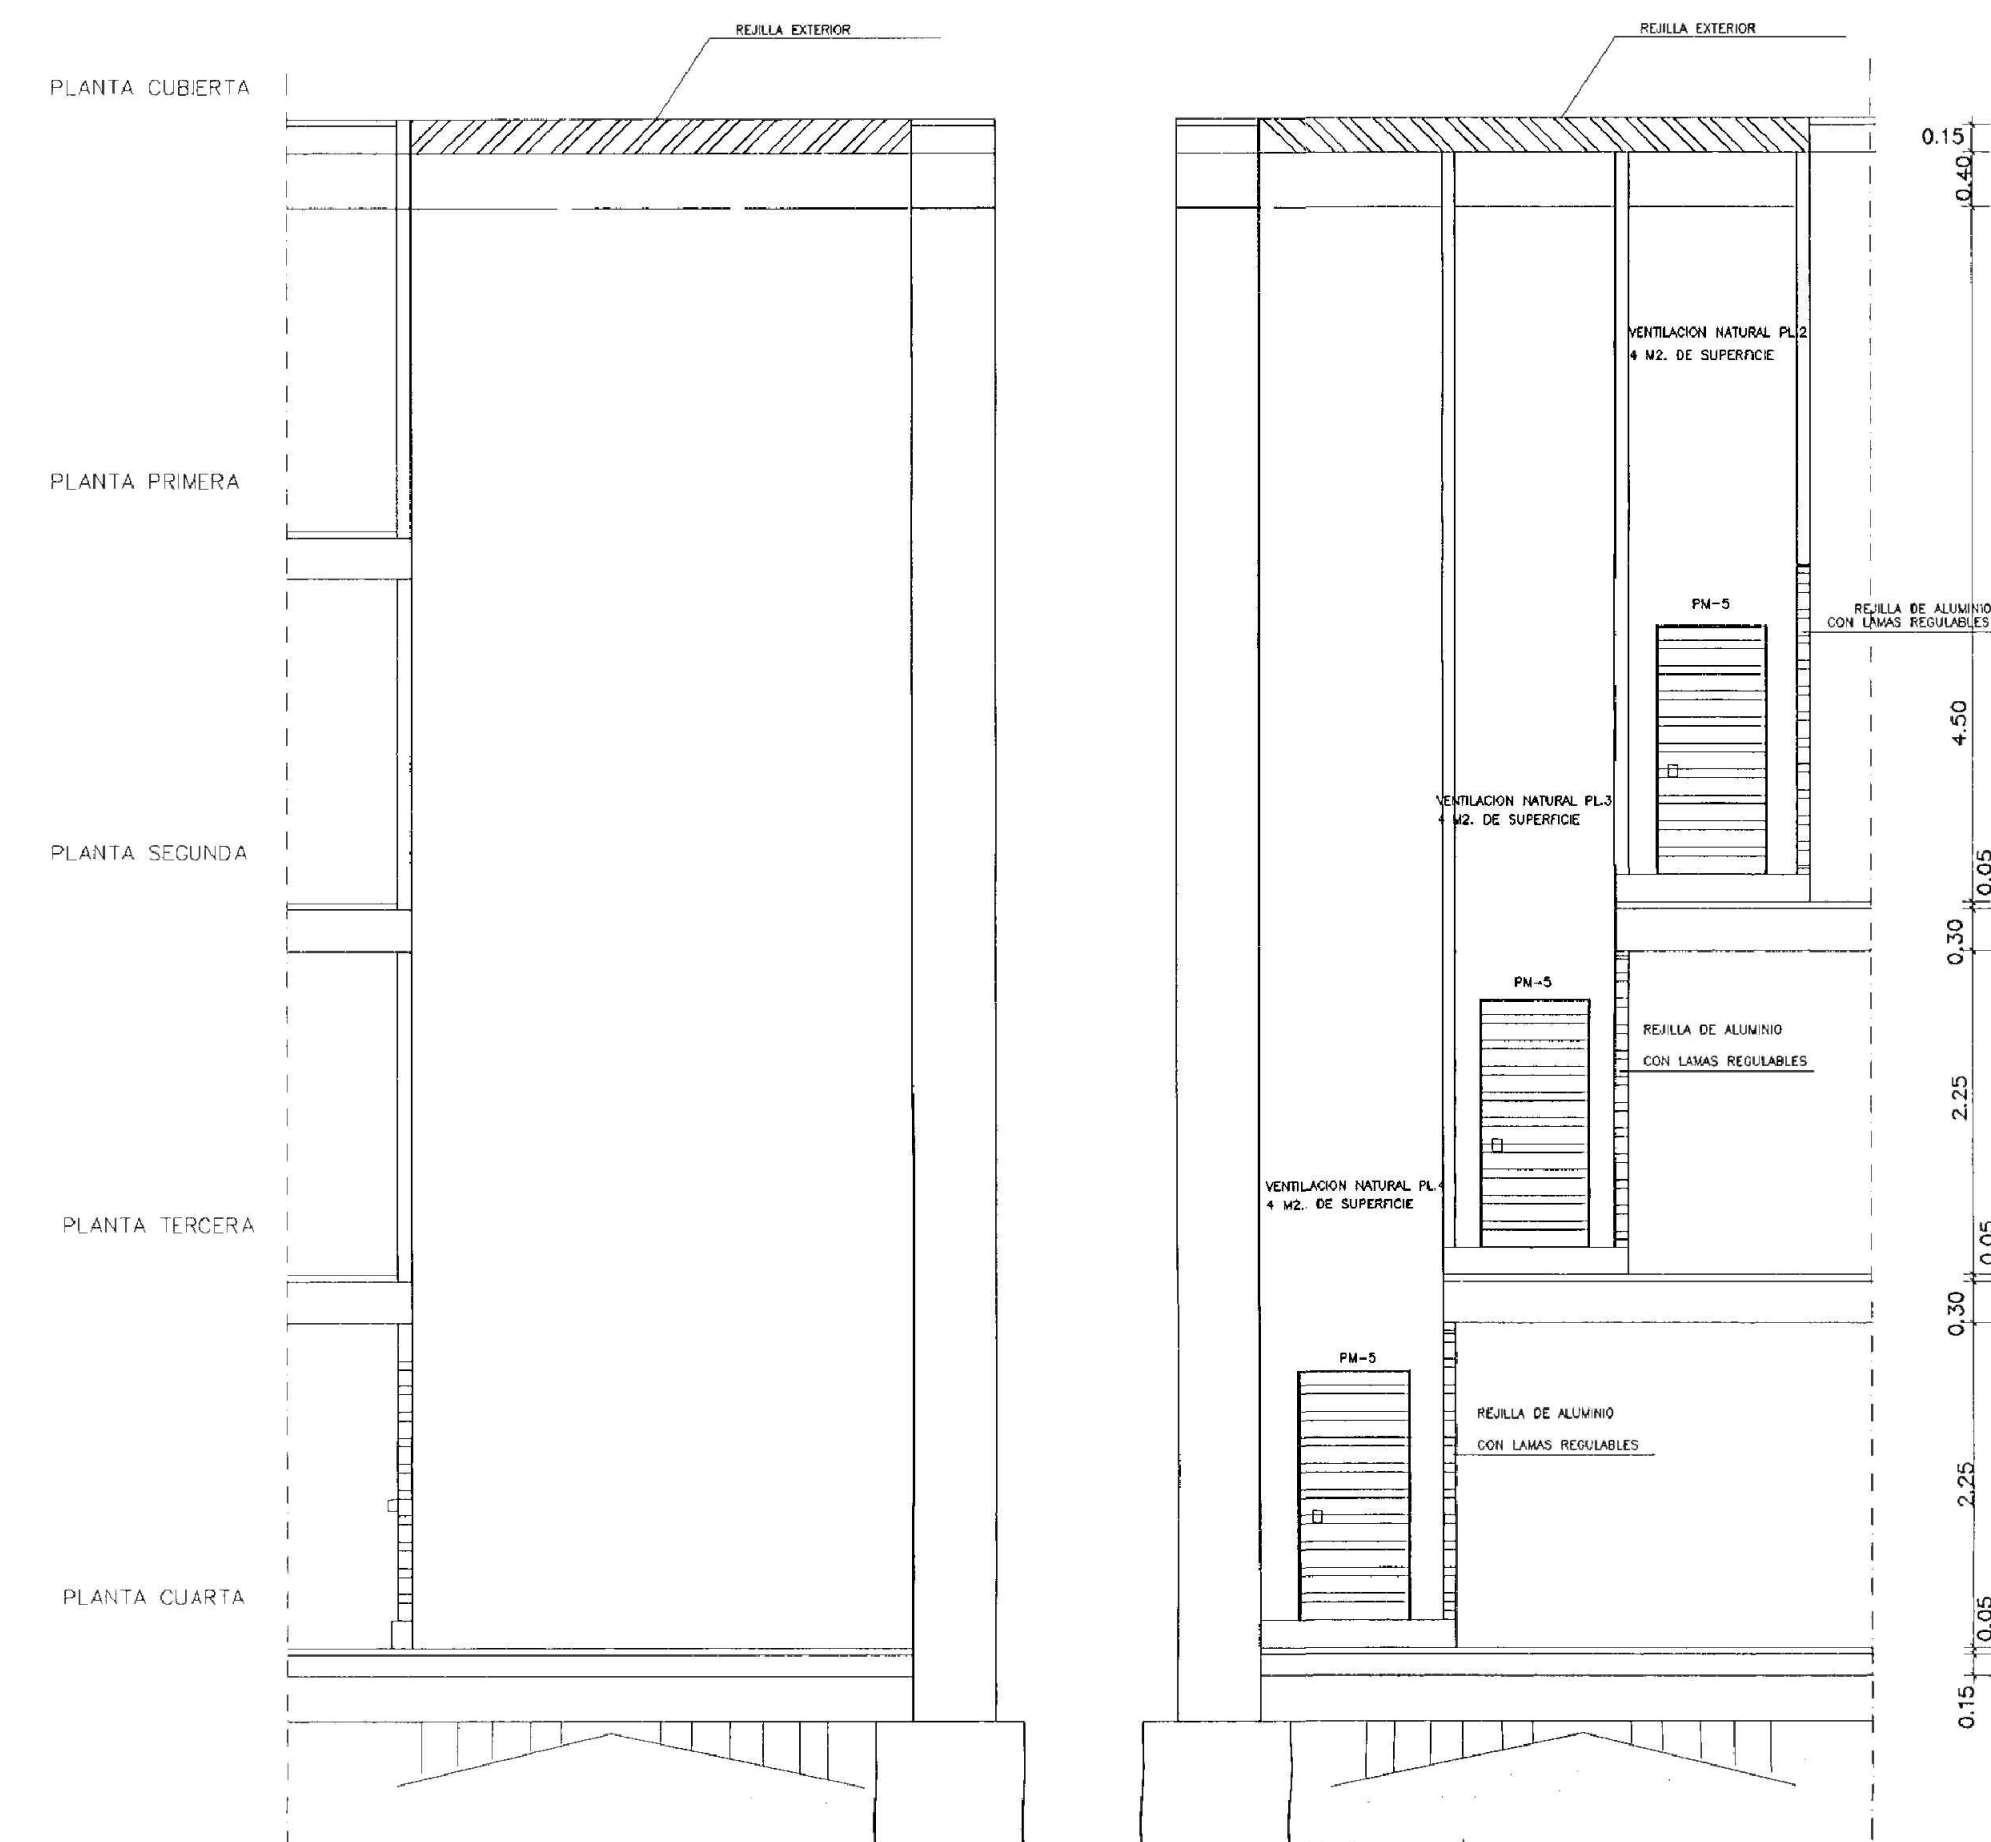 REJILLA EXTERIOR
REJILLA EXTERIOR
PLANTA CUBIERTA
0.15
0.40
VENTILACION NATURAL PL.2
4 M2. DE SUPERFICIE
PLANTA PRIMERA
PM-5
REJILLA DE ALUMINIO
CON LAMAS REGULABLES
4.50
VENTILACION NATURAL PL.3
4 M2. DE SUPERFICIE
PLANTA SEGUNDA
0.05
0.30
PM-5
REJILLA DE ALUMINIO
CON LAMAS REGULABLES
2.25
VENTILACION NATURAL PL.4
4 M2. DE SUPERFICIE
PLANTA TERCERA
0.05
0.30
PM-5
REJILLA DE ALUMINIO
CON LAMAS REGULABLES
2.25
PLANTA CUARTA
0.05
0.15